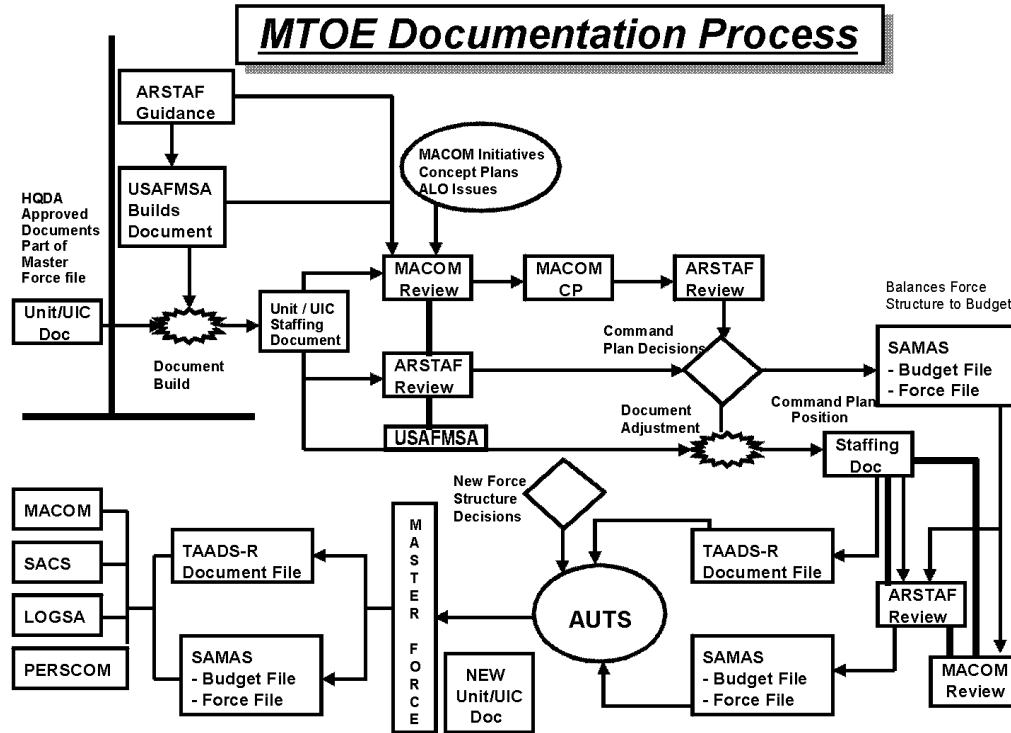 MTOE Documentation Process
ARSTAF
Guidance
MACOM Initiatives
Concept Plans
ALO Issues
USAFMSA
Builds
Document
HQDA
Approved
Documents
Part of
Master
Force file
Unit/UIC
Doc
Document
Build
Unit / UIC
Staffing
Document
MACOM
Review
MACOM
CP
ARSTAF
Review
ARSTAF
Review
USAFMSA
Command
Plan Decisions
Document
Adjustment
Balances Force
Structure to Budget
SAMAS
- Budget File
- Force File
Command Plan
Position
Staffing
Doc
New Force
Structure
Decisions
MACOM
SACS
LOGSA
PERSCOM
TAADS-R
Document File
SAMAS
- Budget File
- Force File
M
A
S
T
E
R
F
O
R
C
E
NEW
Unit/UIC
Doc
AUTS
TAADS-R
Document File
SAMAS
- Budget File
- Force File
ARSTAF
Review
MACOM
Review